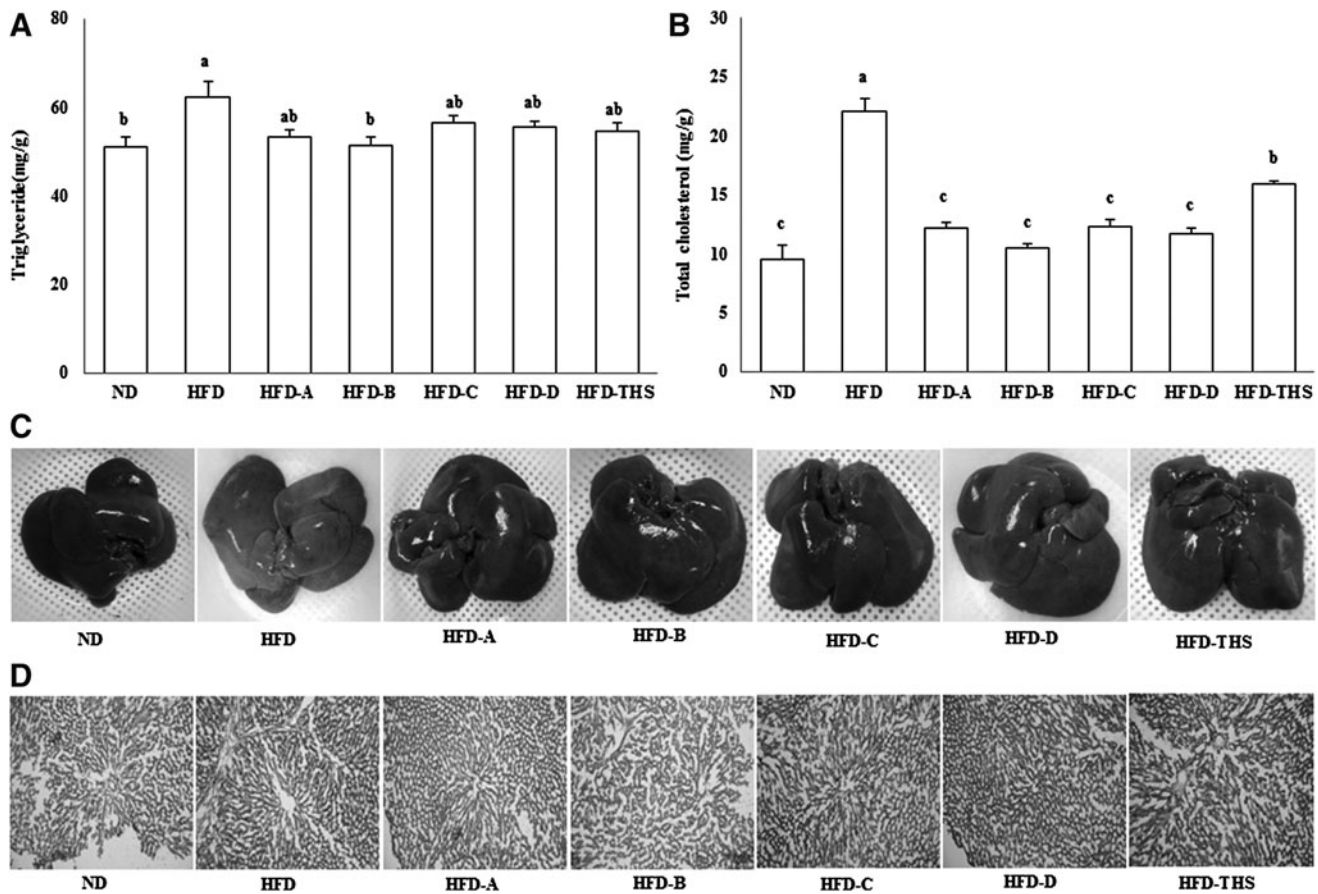 A
Triglyceride(mg/g)
80
60
40
20
0
b
a
ab
b
ab
ab
ab
ND
HFD
HFD-A
HFD-B
HFD-C
HFD-D
HFD-THS
B
Total cholesterol (mg/g)
30
25
20
15
10
5
0
c
a
c
c
c
c
b
ND
HFD
HFD-A
HFD-B
HFD-C
HFD-D
HFD-THS
C
ND
HFD
HFD-A
HFD-B
HFD-C
HFD-D
HFD-THS
D
ND
HFD
HFD-A
HFD-B
HFD-C
HFD-D
HFD-THS